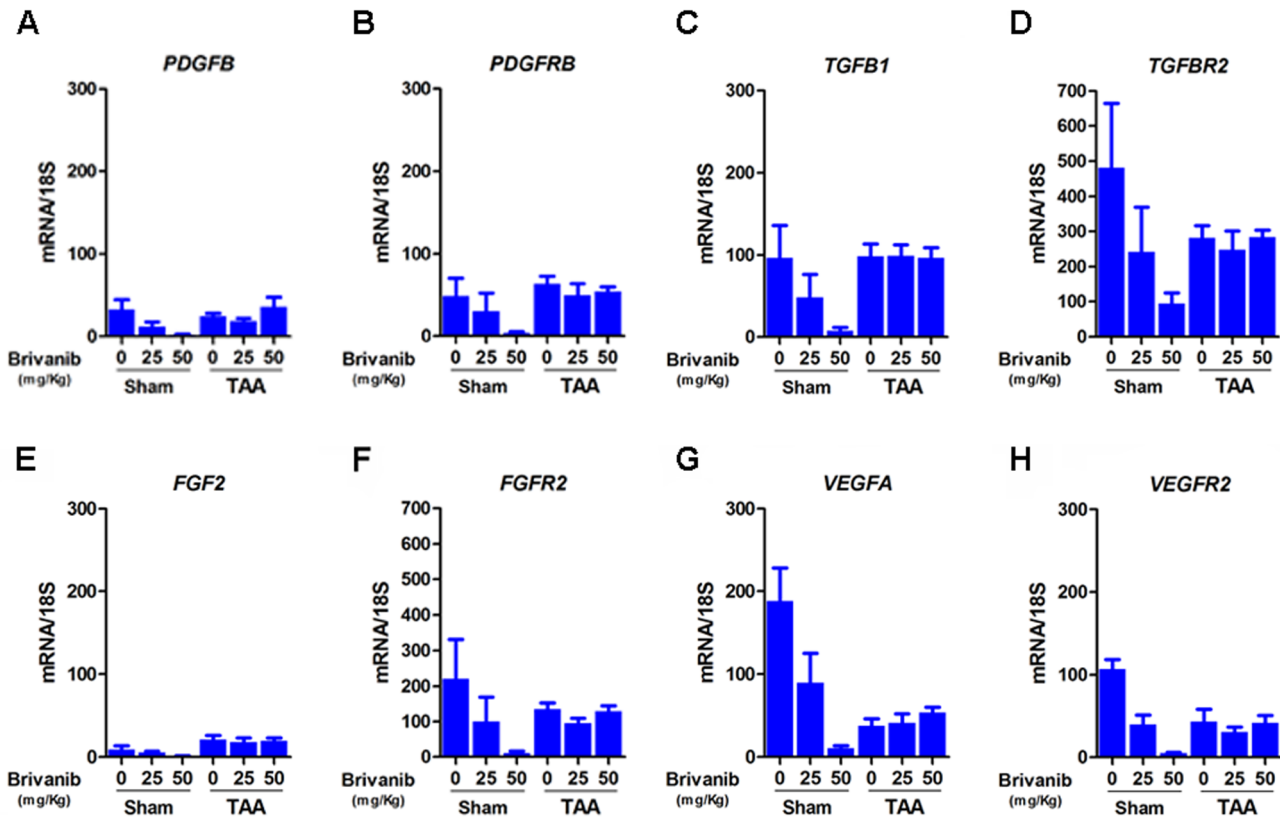 A
B
C
D
PDGFB
PDGFRB
TGFB1
TGFBR2
300
200
100
0
mRNA/18S
300
200
100
0
mRNA/18S
300
200
100
0
mRNA/18S
700
600
500
400
300
200
100
0
mRNA/18S
Brivanib 0 25 50 0 25 50
(mg/Kg) Sham TAA
Brivanib 0 25 50 0 25 50
(mg/Kg) Sham TAA
Brivanib 0 25 50 0 25 50
(mg/Kg) Sham TAA
Brivanib 0 25 50 0 25 50
(mg/Kg) Sham TAA
E
F
G
H
FGF2
FGFR2
VEGFA
VEGFR2
300
200
100
0
mRNA/18S
700
600
500
400
300
200
100
0
mRNA/18S
300
200
100
0
mRNA/18S
300
200
100
0
mRNA/18S
Brivanib 0 25 50 0 25 50
(mg/Kg) Sham TAA
Brivanib 0 25 50 0 25 50
(mg/Kg) Sham TAA
Brivanib 0 25 50 0 25 50
(mg/Kg) Sham TAA
Brivanib 0 25 50 0 25 50
(mg/Kg) Sham TAA